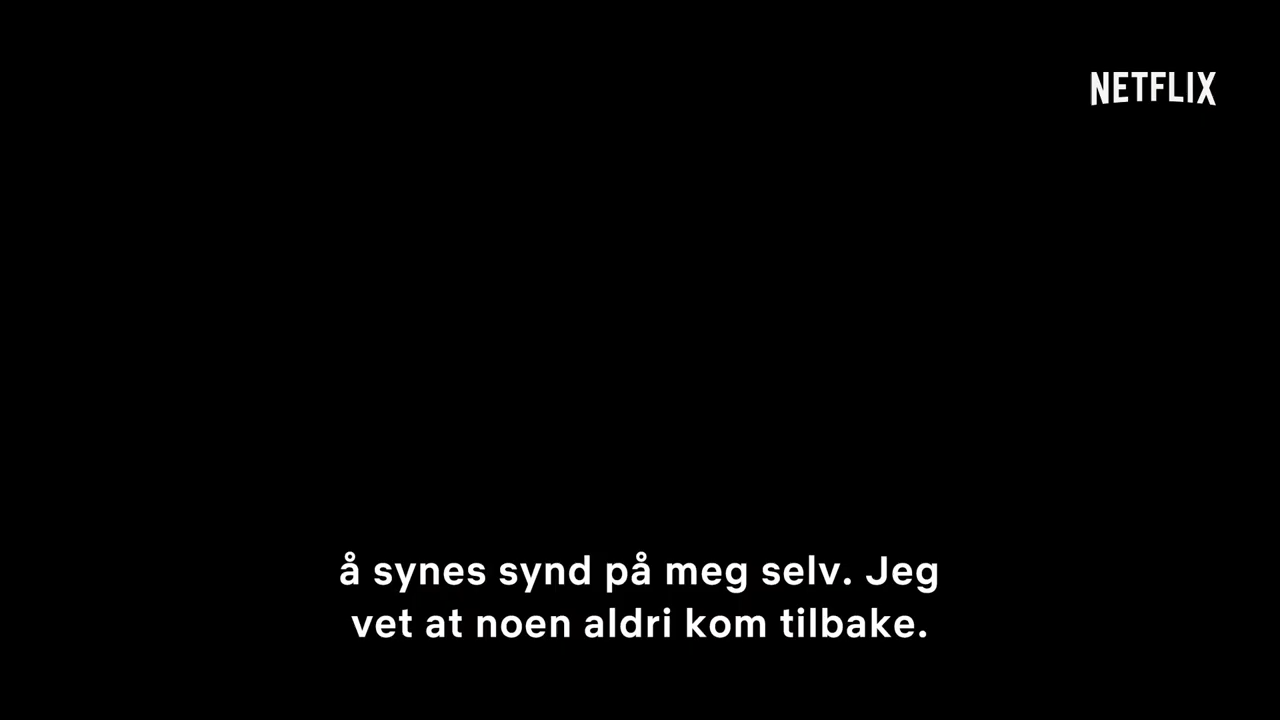 NETFLIX
å synes synd på meg selv. Jeg
vet at noen aldri kom tilbake.